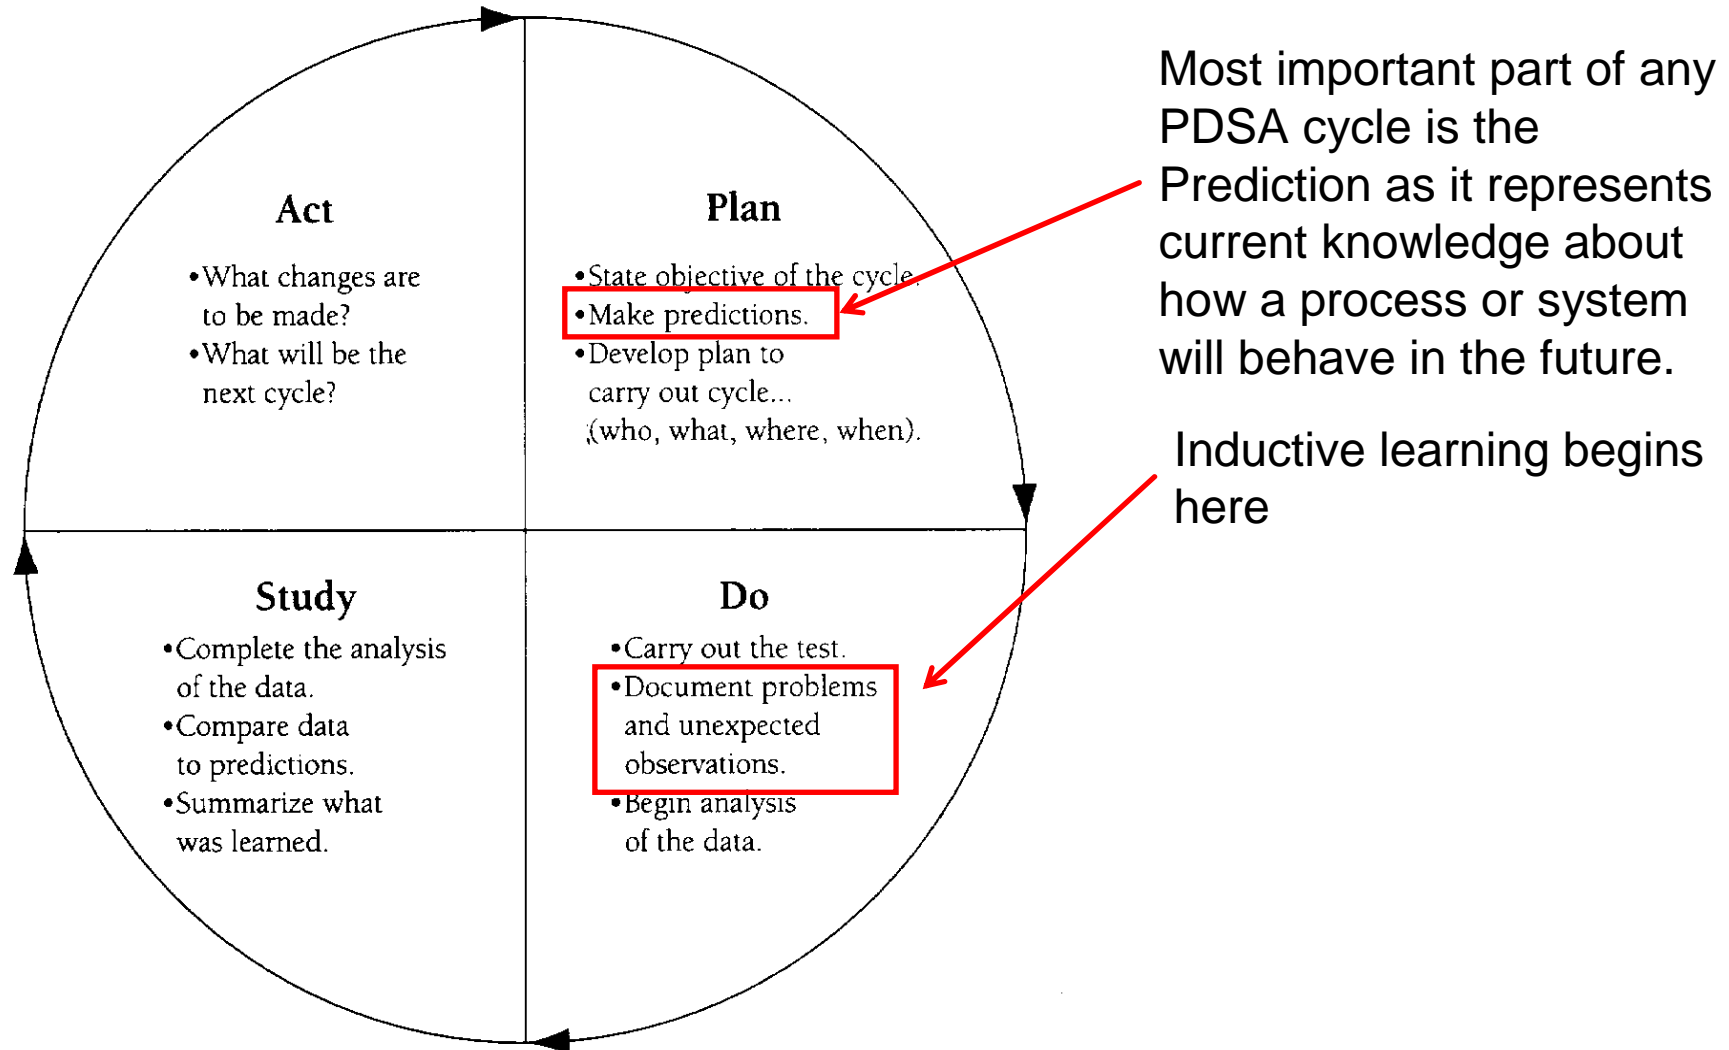 Act
•What changes are
to be made?
•What will be the
next cycle?
Plan
•State objective of the cycle.
•Make predictions.
•Develop plan to
carry out cycle...
(who, what, where, when).
Study
•Complete the analysis
of the data.
•Compare data
to predictions.
•Summarize what
was learned.
Do
•Carry out the test.
•Document problems
and unexpected
observations.
•Begin analysis
of the data.
Most important part of any
PDSA cycle is the
Prediction as it represents
current knowledge about
how a process or system
will behave in the future.
Inductive learning begins
here